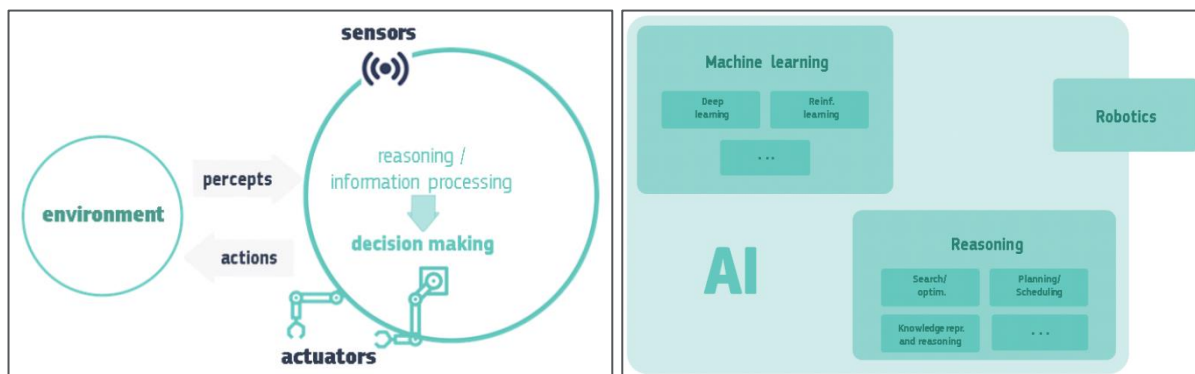 sensors
reasoning /
information processing
percepts
environment
decision making
actions
actuators
Machine learning
Deep
learning
Reinf.
learning
...
Robotics
AI
Reasoning
Search/
optim.
Planning/
Scheduling
Knowledge repr.
and reasoning
...